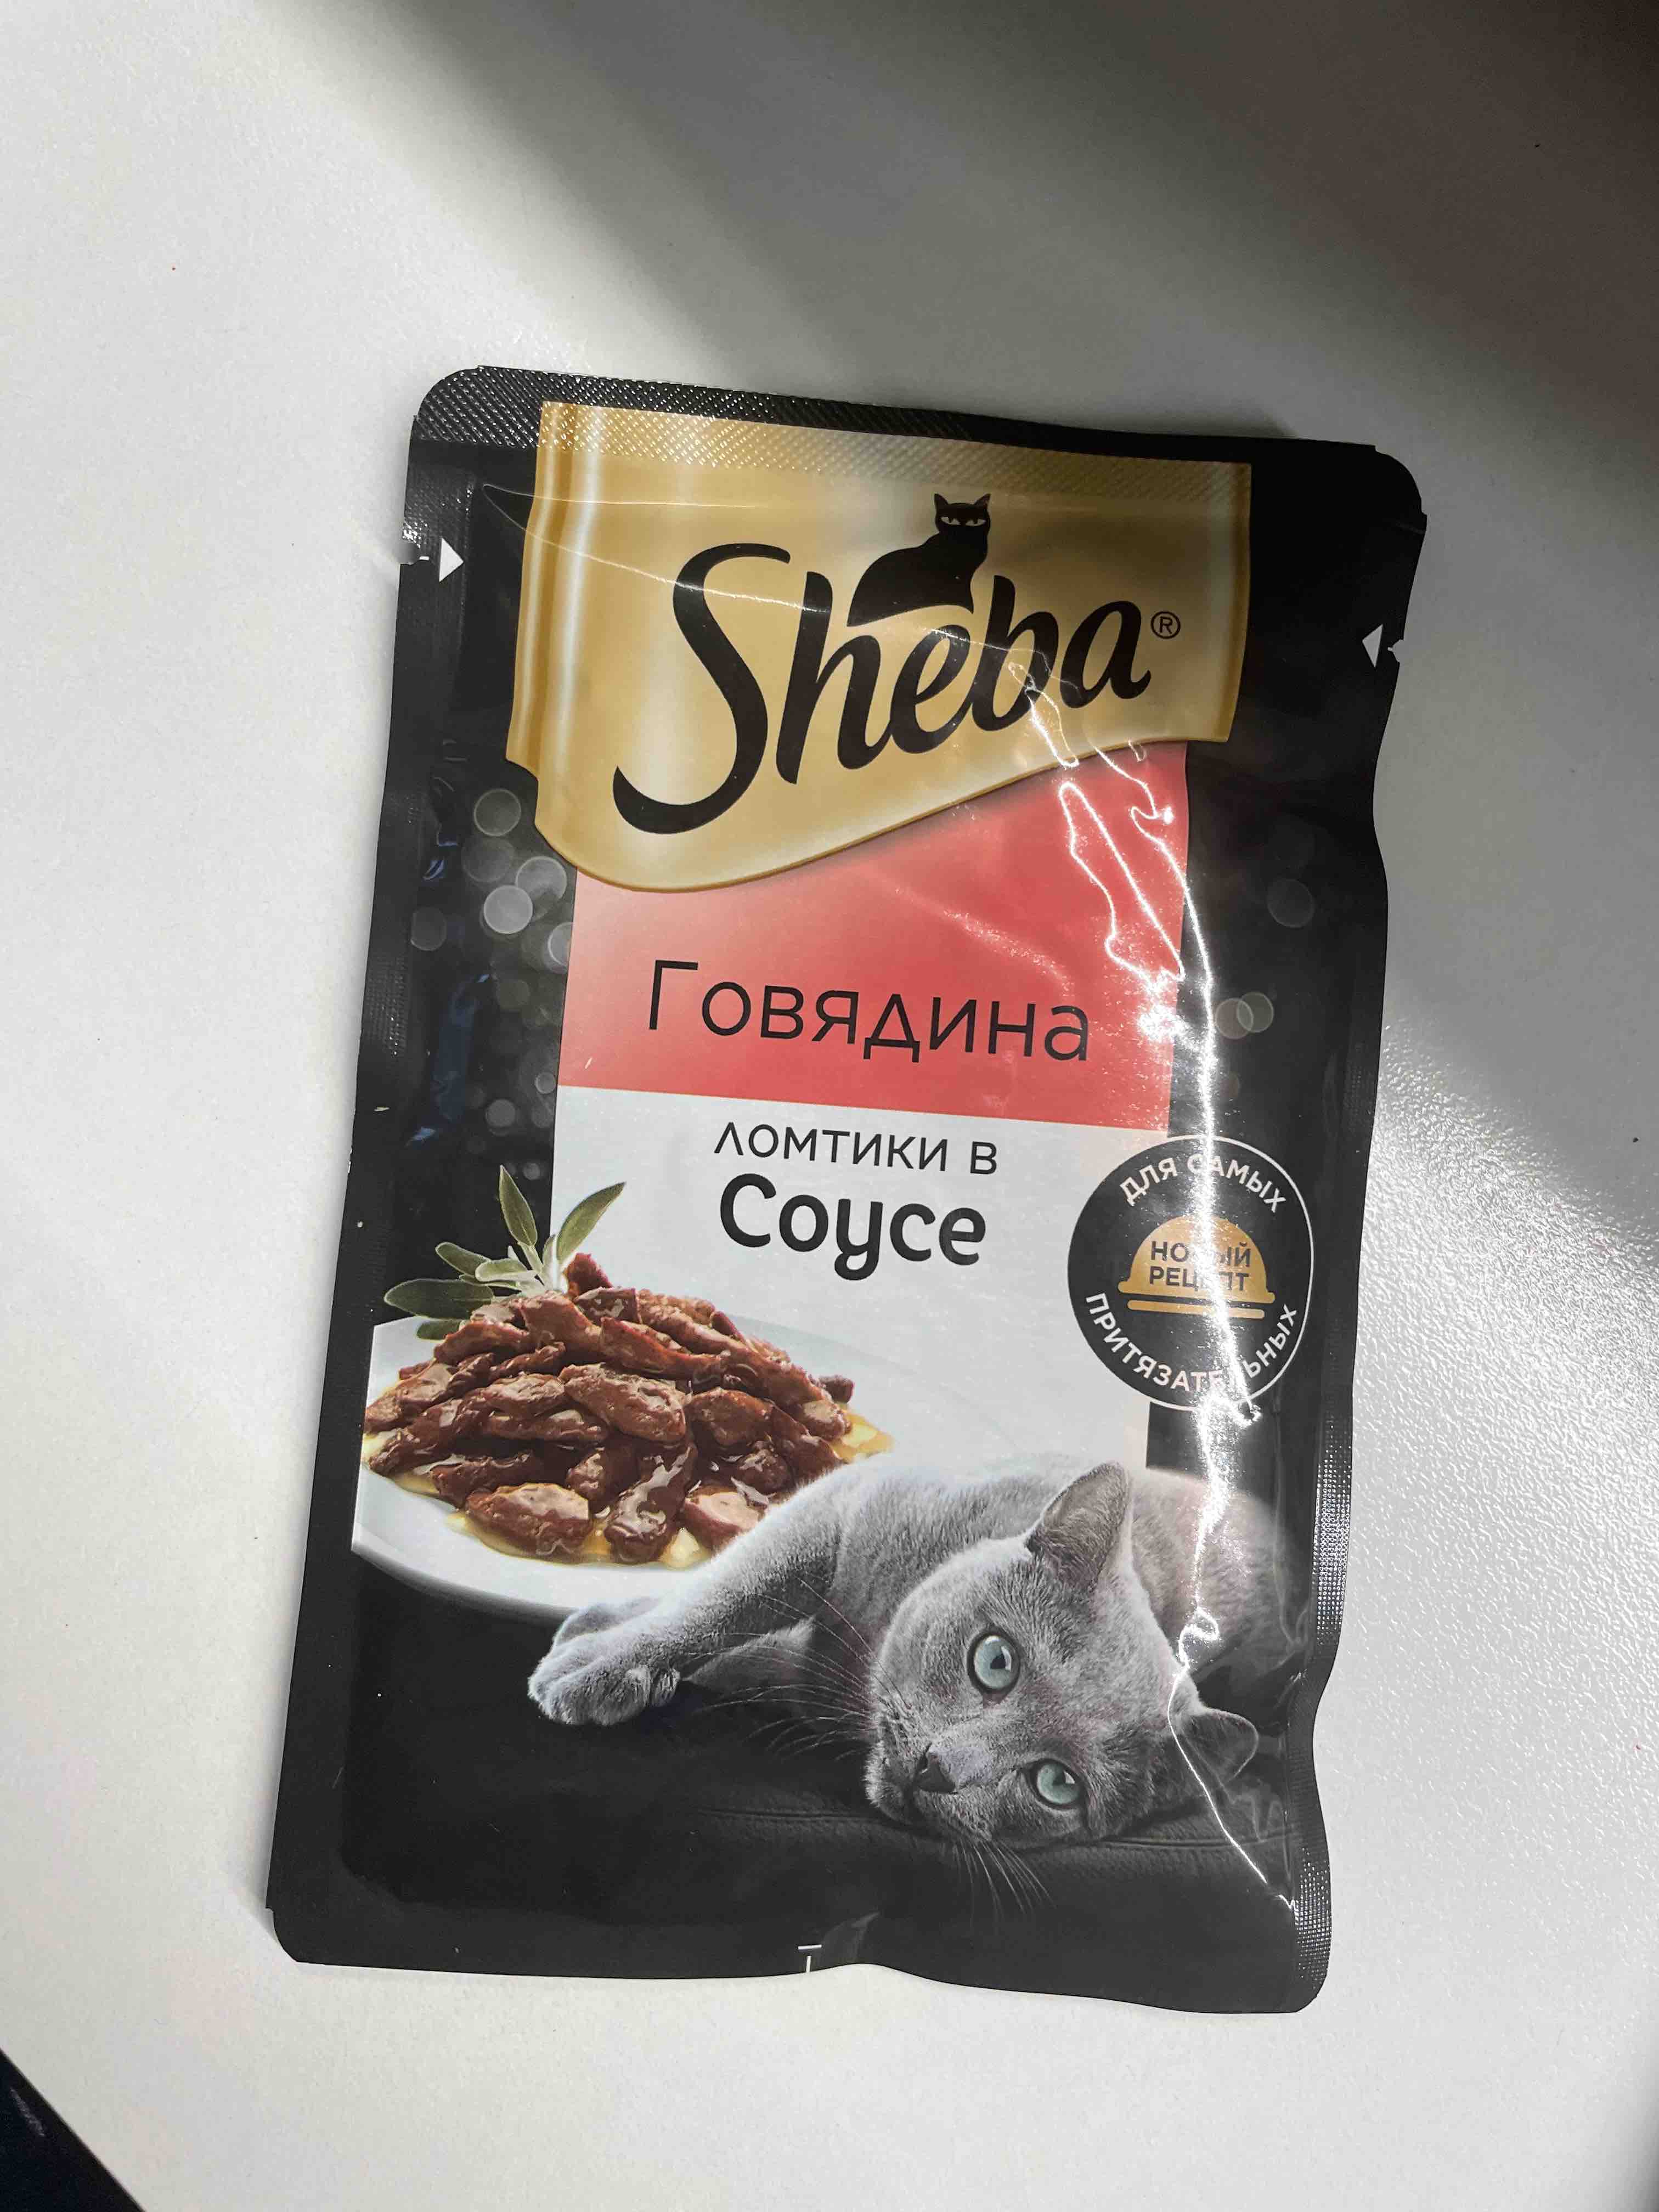 Sheba®
Говядина
ломтики в
Соусе
ДЛЯ САМЫХ
НОВЫЙ
РЕЦЕПТ
ПРИТЯЗАТЕЛЬНЫХ